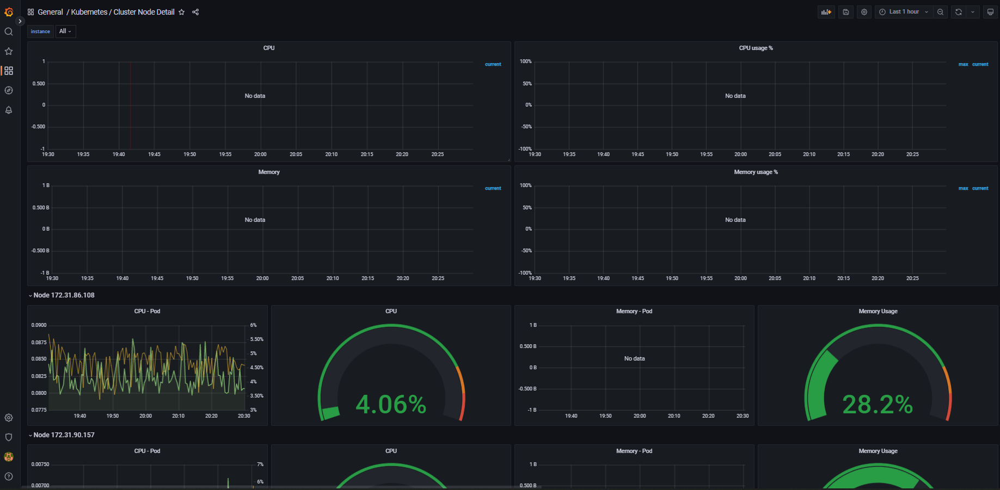 General / Kubernetes / Cluster Node Detail
Last 1 hour
instance All
CPU
1
0.500
0
-0.500
-1
No data
current
19:30 19:35 19:40 19:45 19:50 19:55 20:00 20:05 20:10 20:15 20:20 20:25
CPU usage %
100%
50%
0%
-50%
-100%
No data
max current
19:30 19:35 19:40 19:45 19:50 19:55 20:00 20:05 20:10 20:15 20:20 20:25
Memory
1 B
0.500 B
0 B
-0.500 B
-1 B
No data
current
19:30 19:35 19:40 19:45 19:50 19:55 20:00 20:05 20:10 20:15 20:20 20:25
Memory usage %
100%
50%
0%
-50%
-100%
No data
max current
19:30 19:35 19:40 19:45 19:50 19:55 20:00 20:05 20:10 20:15 20:20 20:25
Node 172.31.86.108
CPU - Pod
0.0900
0.0875
0.0850
0.0825
0.0800
0.0775
6%
5.50%
5%
4.50%
4%
3.50%
3%
19:40 19:50 20:00 20:10 20:20 20:30
CPU
4.06%
Memory - Pod
1 B
0.500 B
0 B
-0.500 B
-1 B
No data
19:40 19:50 20:00 20:10 20:20 20:30
Memory Usage
28.2%
Node 172.31.90.157
CPU - Pod
0.00750
0.00700
7%
6%
CPU
Memory - Pod
1 B
0.500 B
Memory Usage